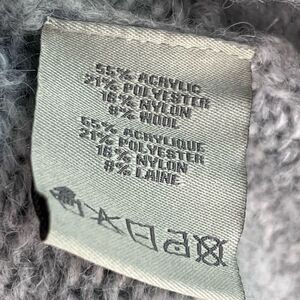 55% ACRYLIC
21% POLYESTER
16% NYLON
8% WOOL
55% ACRYLIQUE
21% POLYESTER
16% NYLON
8% LAINE